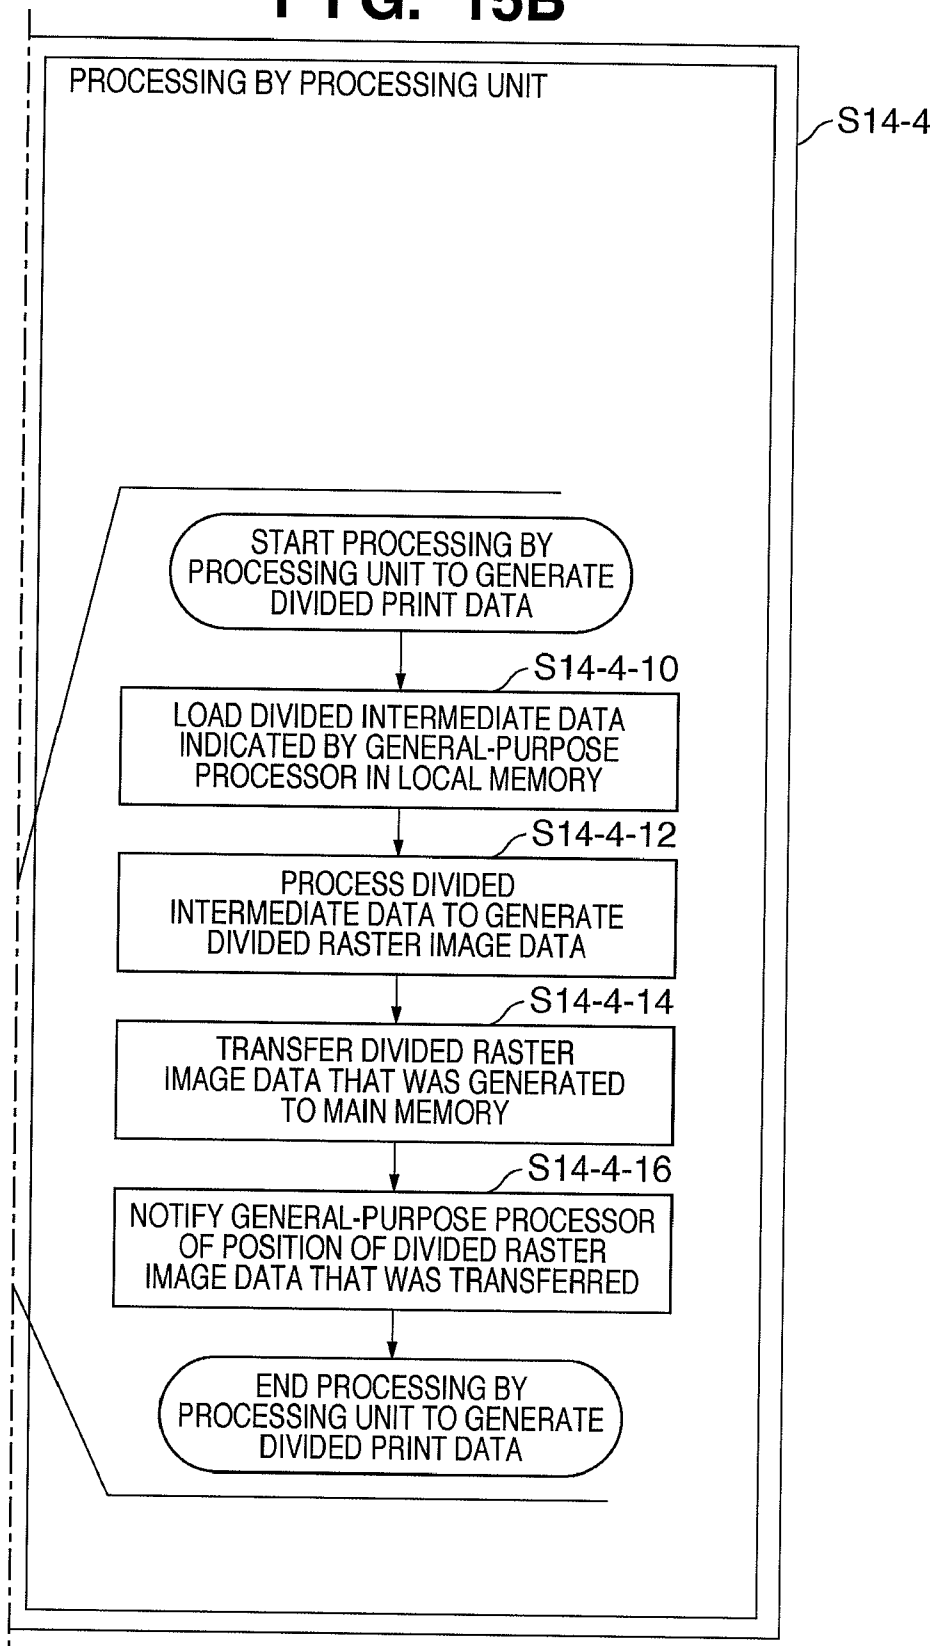 FIG. 15B
PROCESSING BY PROCESSING UNIT
S14-4
START PROCESSING BY
PROCESSING UNIT TO GENERATE
DIVIDED PRINT DATA
S14-4-10
LOAD DIVIDED INTERMEDIATE DATA
INDICATED BY GENERAL-PURPOSE
PROCESSOR IN LOCAL MEMORY
S14-4-12
PROCESS DIVIDED
INTERMEDIATE DATA TO GENERATE
DIVIDED RASTER IMAGE DATA
S14-4-14
TRANSFER DIVIDED RASTER
IMAGE DATA THAT WAS GENERATED
TO MAIN MEMORY
S14-4-16
NOTIFY GENERAL-PURPOSE PROCESSOR
OF POSITION OF DIVIDED RASTER
IMAGE DATA THAT WAS TRANSFERRED
END PROCESSING BY
PROCESSING UNIT TO GENERATE
DIVIDED PRINT DATA